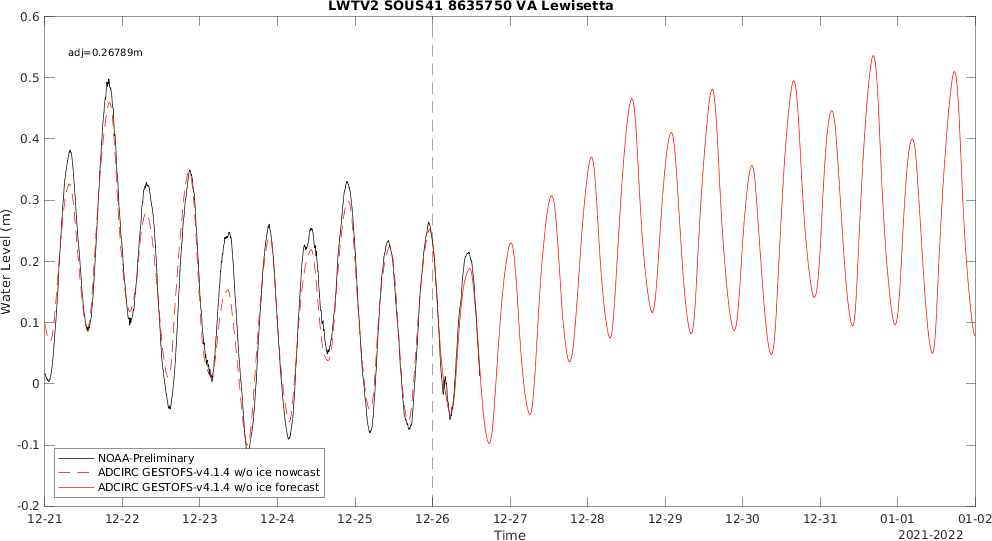 LWTV2 SOUS41 8635750 VA Lewisetta
adj=0.26789m
0.6
0.5
0.4
0.3
0.2
0.1
0
-0.1
-0.2
Water Level (m)
NOAA-Preliminary
ADCIRC GESTOFS-v4.1.4 w/o ice nowcast
ADCIRC GESTOFS-v4.1.4 w/o ice forecast
12-21 12-22 12-23 12-24 12-25 12-26 12-27 12-28 12-29 12-30 12-31 01-01 01-02
Time
2021-2022